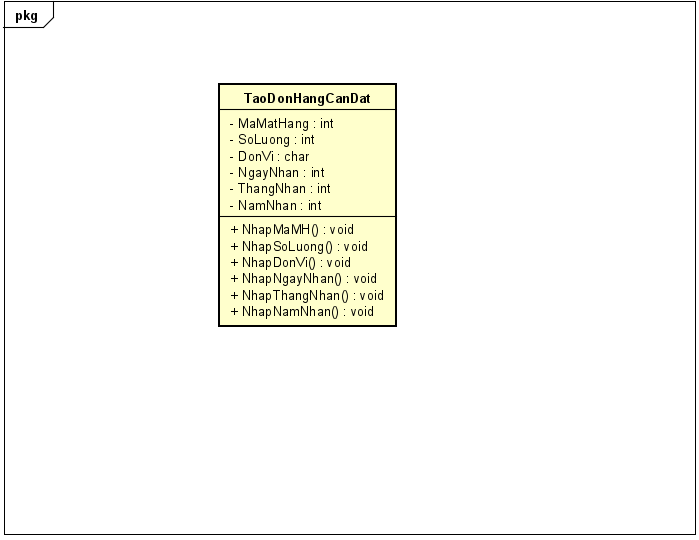 pkg
TaoDonHangCanDat
- MaMatHang : int
- SoLuong : int
- DonVi : char
- NgayNhan : int
- ThangNhan : int
- NamNhan : int
+ NhapMaMH() : void
+ NhapSoLuong() : void
+ NhapDonVi() : void
+ NhapNgayNhan() : void
+ NhapThangNhan() : void
+ NhapNamNhan() : void